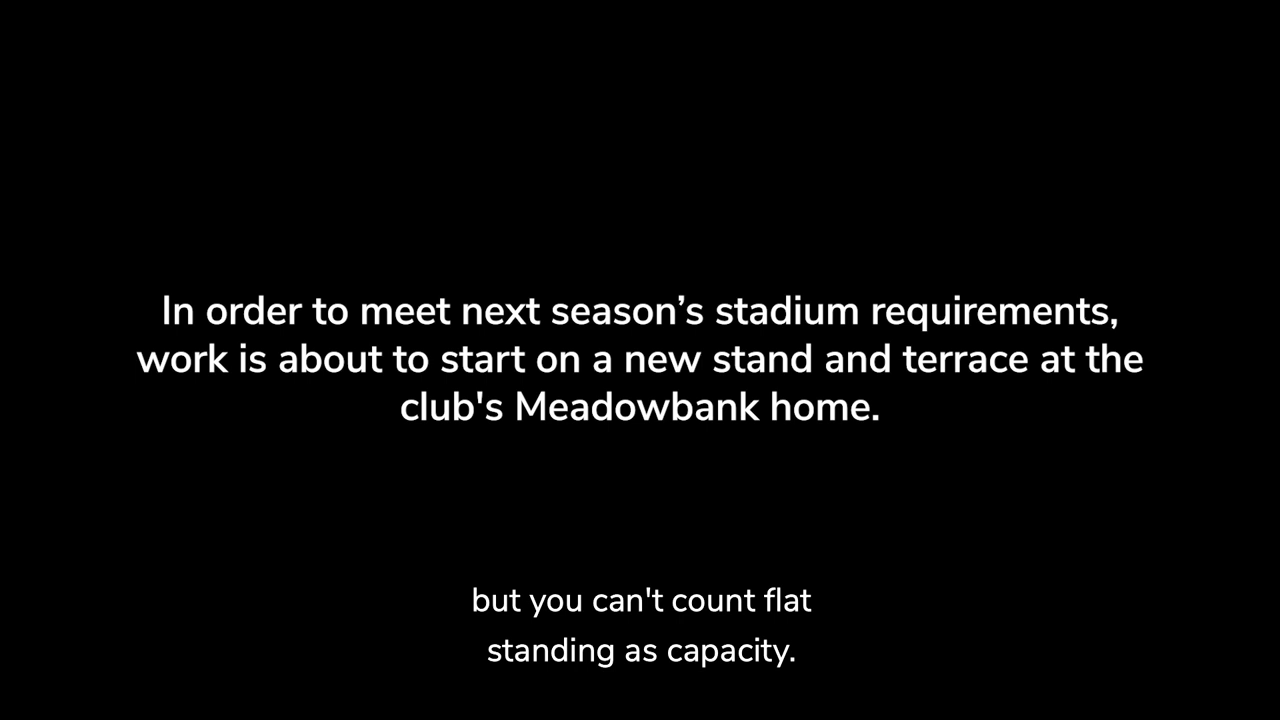 In order to meet next season’s stadium requirements,
work is about to start on a new stand and terrace at the
club's Meadowbank home.
but you can't count flat
standing as capacity.